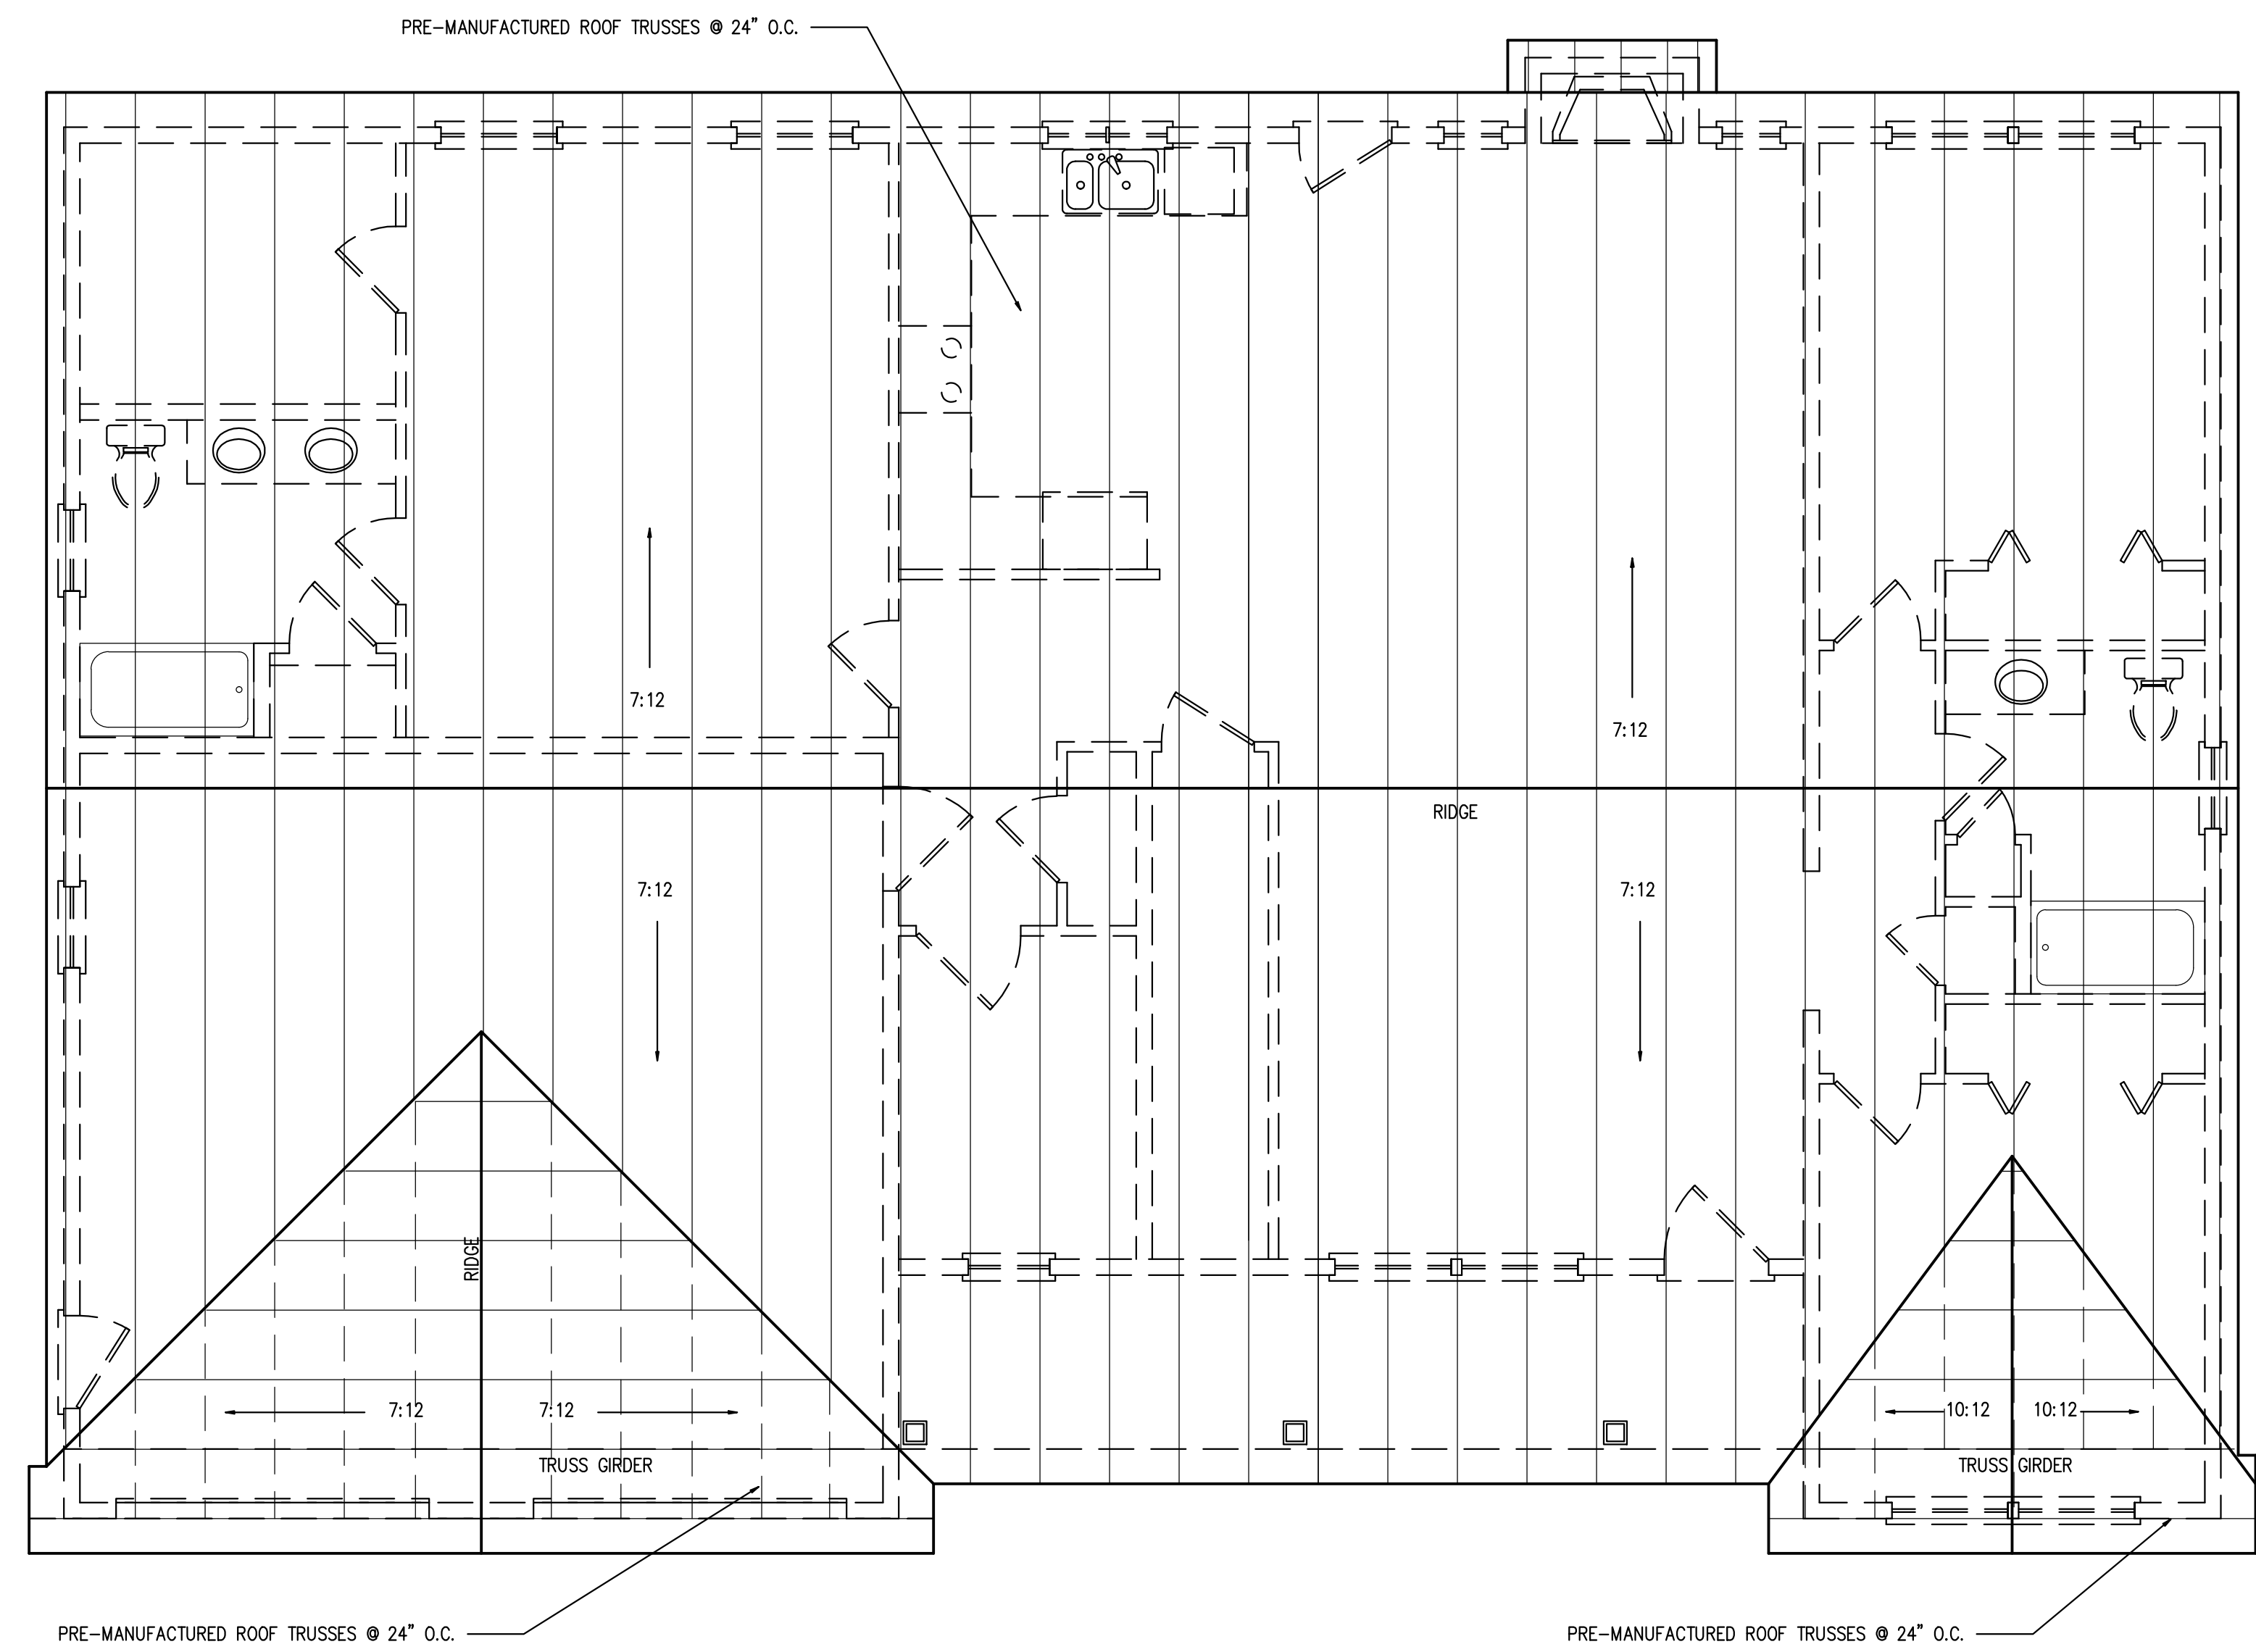 PRE-MANUFACTURED ROOF TRUSSES @ 24" O.C.
7:12
7:12
RIDGE
7:12
7:12
RIDGE
7:12
7:12
10:12
10:12
TRUSS GIRDER
TRUSS GIRDER
PRE-MANUFACTURED ROOF TRUSSES @ 24" O.C.
PRE-MANUFACTURED ROOF TRUSSES @ 24" O.C.